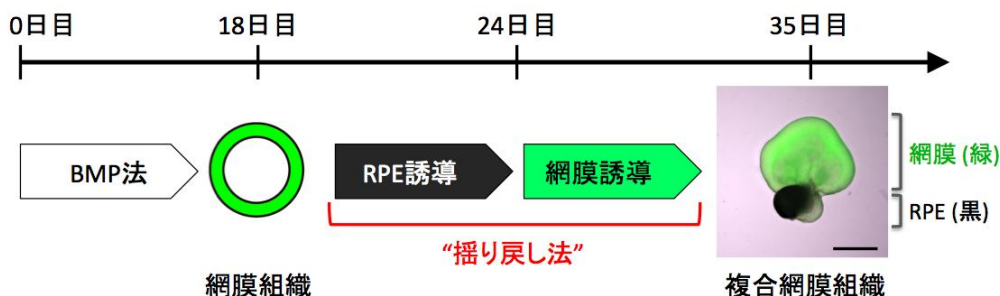 0日目
18日目
24日目
35日目
BMP法
RPE誘導
網膜誘導
網膜 (緑)
RPE (黒)
“揺り戻し法”
網膜組織
複合網膜組織